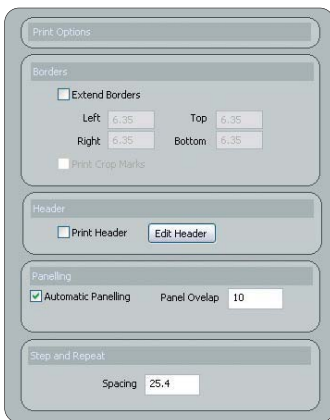 Print Options
Borders
Extend Borders
Left 6.35 Top 6.35
Right 6.35 Bottom 6.35
Print Crop Marks
Header
Print Header Edit Header
Panelling
Automatic Panelling Panel Ovelap 10
Step and Repeat
Spacing 25.4